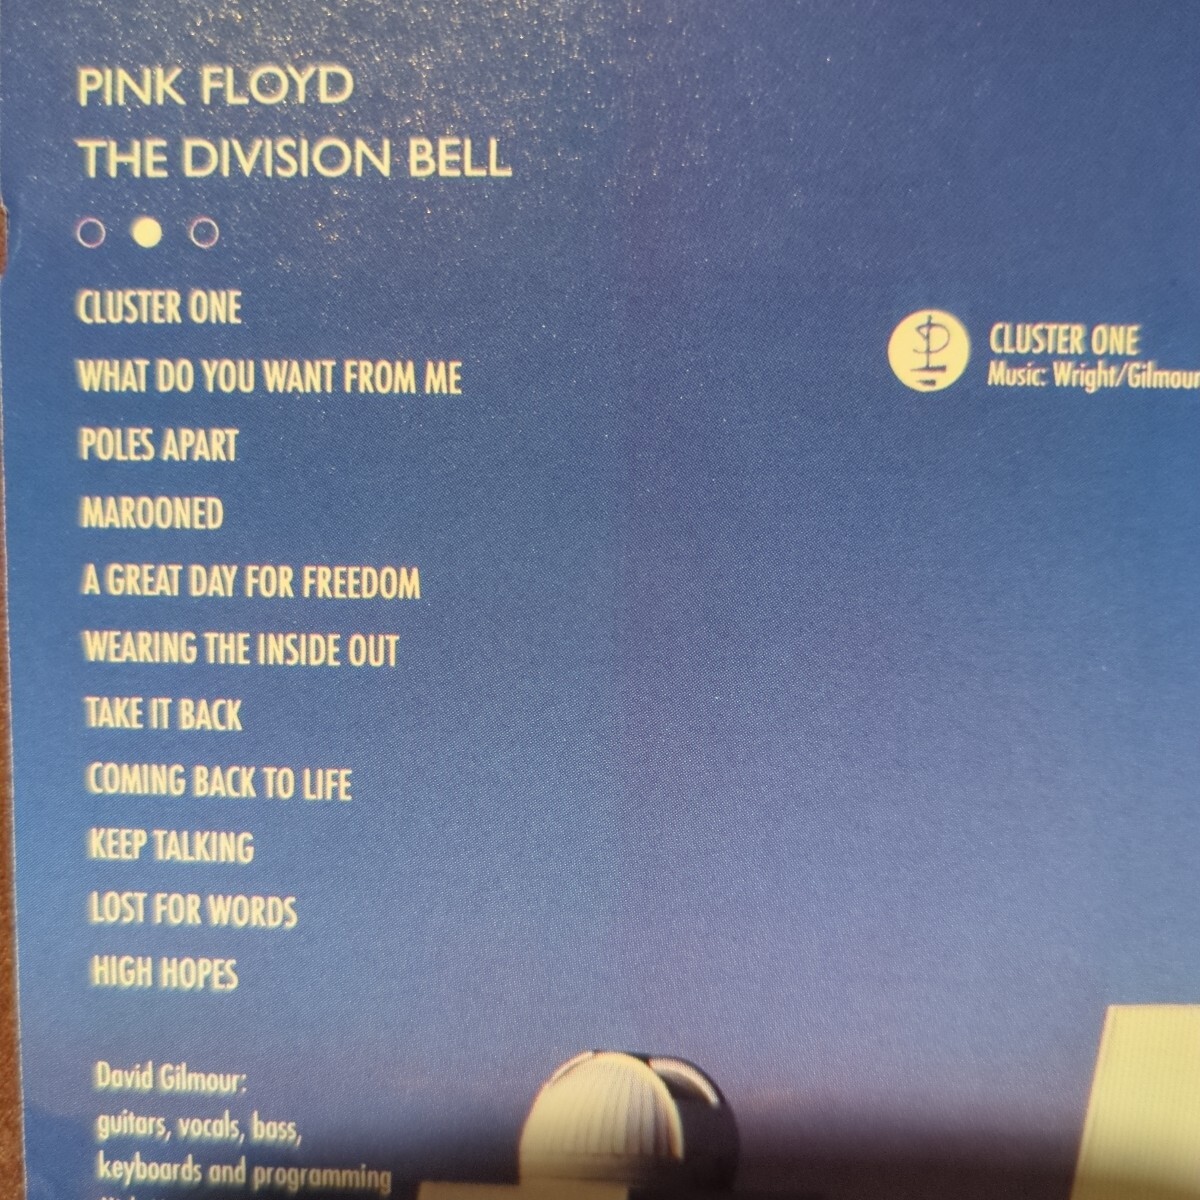 PINK FLOYD
THE DIVISION BELL
CLUSTER ONE
WHAT DO YOU WANT FROM ME
POLES APART
MAROONED
A GREAT DAY FOR FREEDOM
WEARING THE INSIDE OUT
TAKE IT BACK
COMING BACK TO LIFE
KEEP TALKING
LOST FOR WORDS
HIGH HOPES
David Gilmour:
guitars, vocals, bass,
keyboards and programming
CLUSTER ONE
Music: Wright/Gilmour